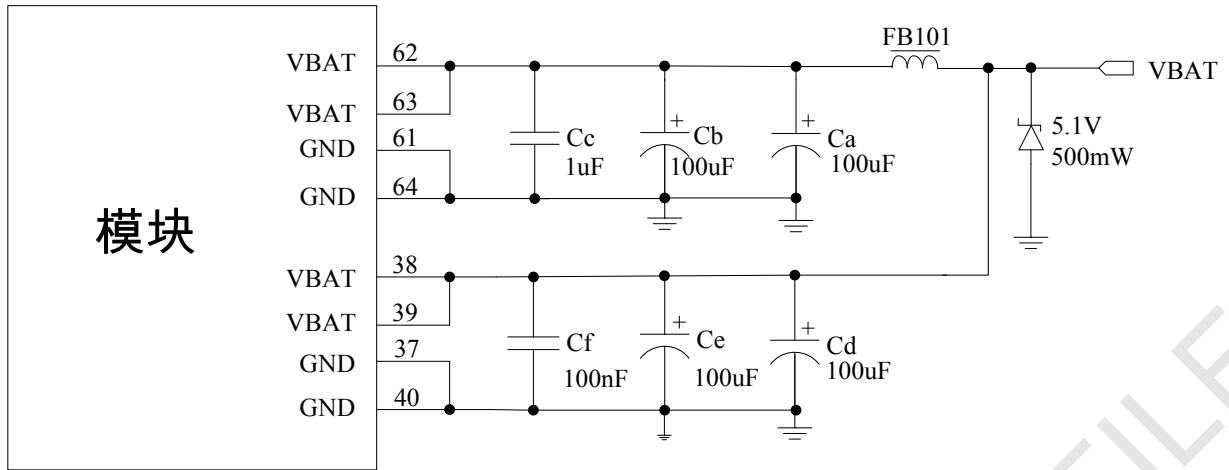 FB101
VBAT 62
VBAT
VBAT 63
GND 61
GND 64
Cc
1uF
+
Cb
100uF
+
Ca
100uF
5.1V
500mW
模块
VBAT 38
VBAT 39
GND 37
GND 40
Cf
100nF
+
Ce
100uF
+
Cd
100uF
FILE